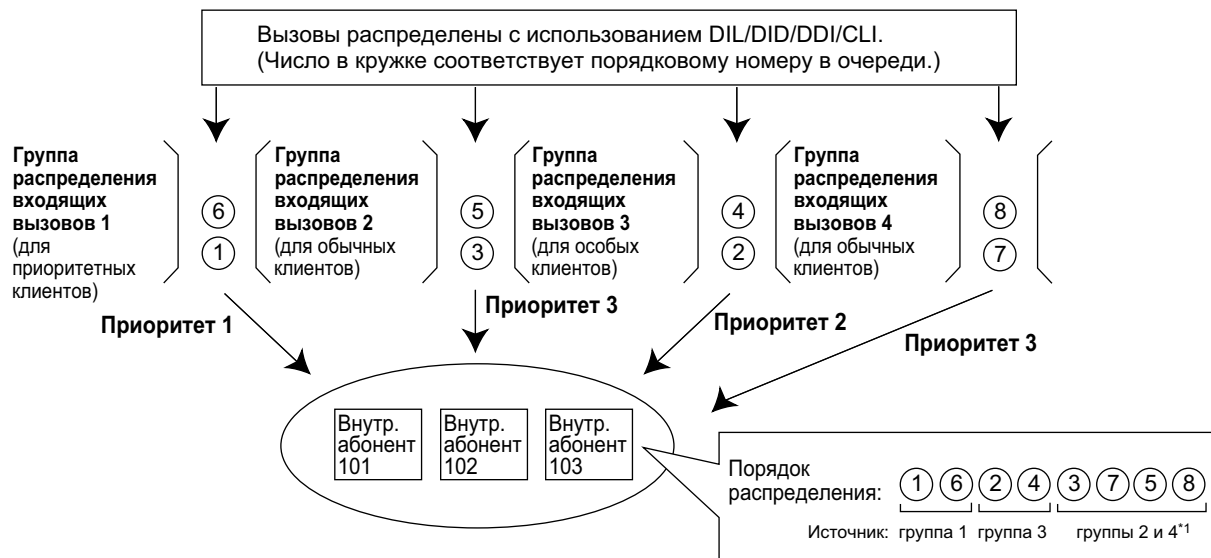 Вызовы распределены с использованием DIL/DID/DDI/CLI.
(Число в кружке соответствует порядковому номеру в очереди.)
Группа
распределения
входящих
вызовов 1
(для
приоритетных
клиентов)
6
1
Группа
распределения
входящих
вызовов 2
(для обычных
клиентов)
5
3
Группа
распределения
входящих
вызовов 3
(для особых
клиентов)
4
2
Группа
распределения
входящих
вызовов 4
(для обычных
клиентов)
8
7
Приоритет 1
Приоритет 3
Приоритет 2
Приоритет 3
Внутр.
абонент
101
Внутр.
абонент
102
Внутр.
абонент
103
Порядок
распределения:
1 6 2 4 3 7 5 8
Источник: группа 1 группа 3 группы 2 и 4*1